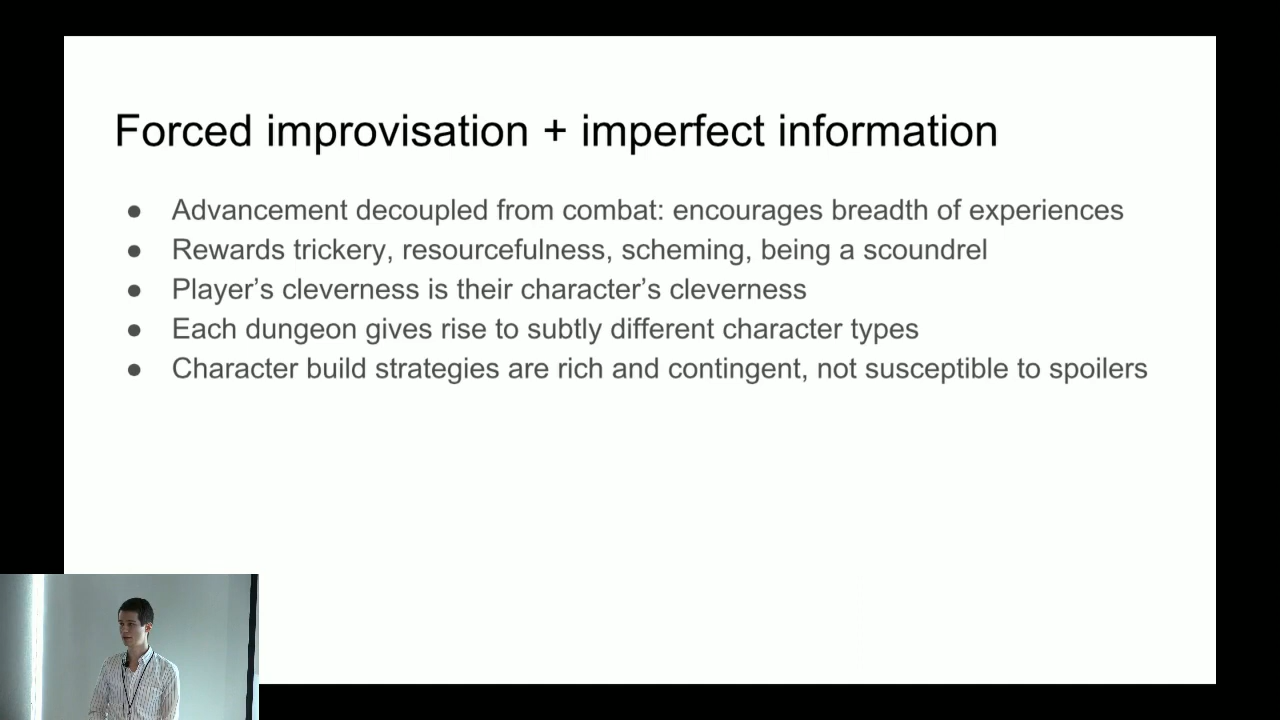 Forced improvisation + imperfect information
● Advancement decoupled from combat: encourages breadth of experiences
● Rewards trickery, resourcefulness, scheming, being a scoundrel
● Player’s cleverness is their character’s cleverness
● Each dungeon gives rise to subtly different character types
● Character build strategies are rich and contingent, not susceptible to spoilers